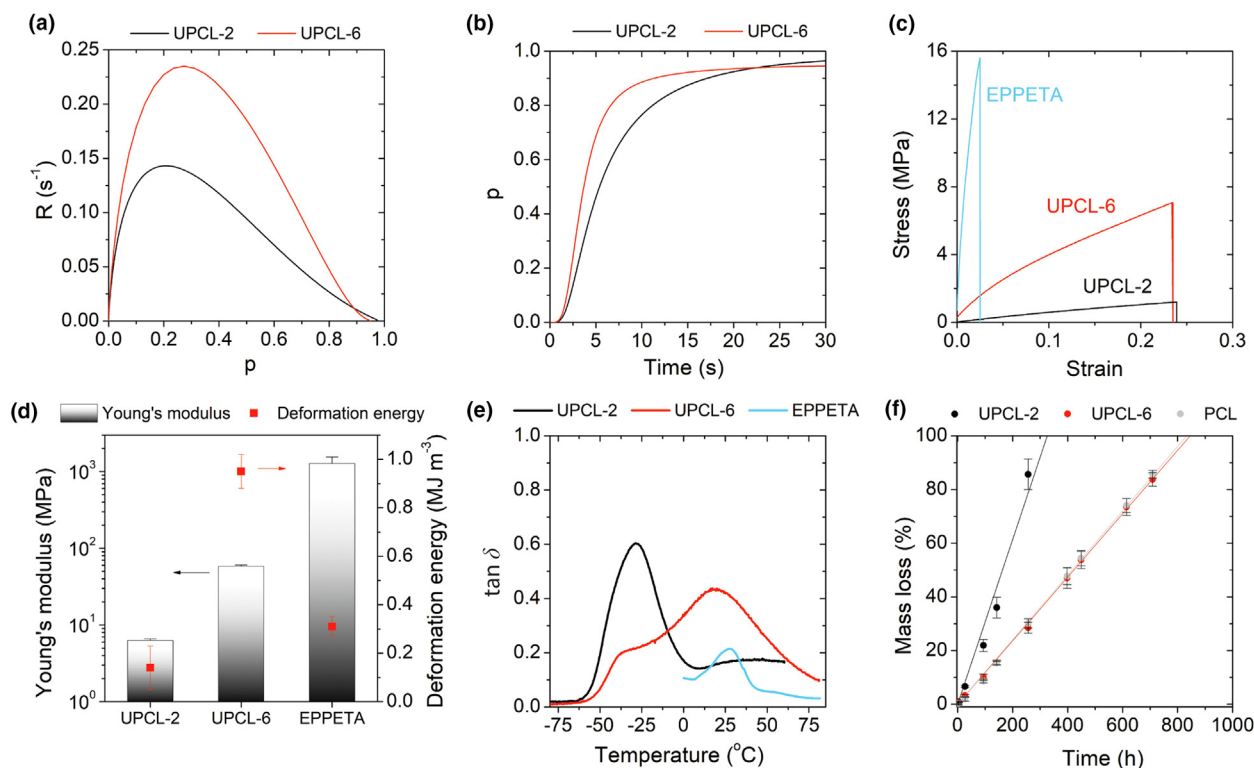 (a)
UPCL-2 UPCL-6
0.25
0.20
0.15
0.10
0.05
0.00
R (s⁻¹)
0.0 0.2 0.4 0.6 0.8 1.0
p
(b)
UPCL-2 UPCL-6
1.0
0.8
0.6
0.4
0.2
0.0
p
0 5 10 15 20 25 30
Time (s)
(c)
16
12
8
4
0
Stress (MPa)
EPPETA
UPCL-6
UPCL-2
0.0 0.1 0.2 0.3
Strain
(d)
Young's modulus Deformation energy
10³
10²
10¹
10⁰
Young's modulus (MPa)
1.0
0.8
0.6
0.4
0.2
0.0
Deformation energy (MJ m⁻³)
UPCL-2 UPCL-6 EPPETA
(e)
UPCL-2 UPCL-6 EPPETA
1.0
0.8
0.6
0.4
0.2
0.0
tan δ
-75 -50 -25 0 25 50 75
Temperature (°C)
(f)
UPCL-2 UPCL-6 PCL
100
80
60
40
20
0
Mass loss (%)
0 200 400 600 800 1000
Time (h)